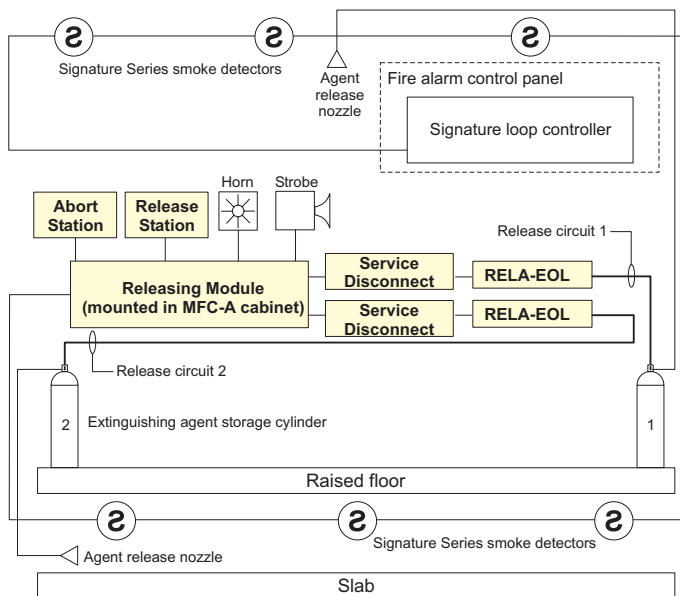 S
S
S
Signature Series smoke detectors
Agent
release
nozzle
Fire alarm control panel
Signature loop controller
Horn
Strobe
Abort
Station
Release
Station
Release circuit 1
Releasing Module
(mounted in MFC-A cabinet)
Service
Disconnect
RELA-EOL
Service
Disconnect
RELA-EOL
Release circuit 2
2
Extinguishing agent storage cylinder
1
Raised floor
S
S
S
Signature Series smoke detectors
Agent release nozzle
Slab